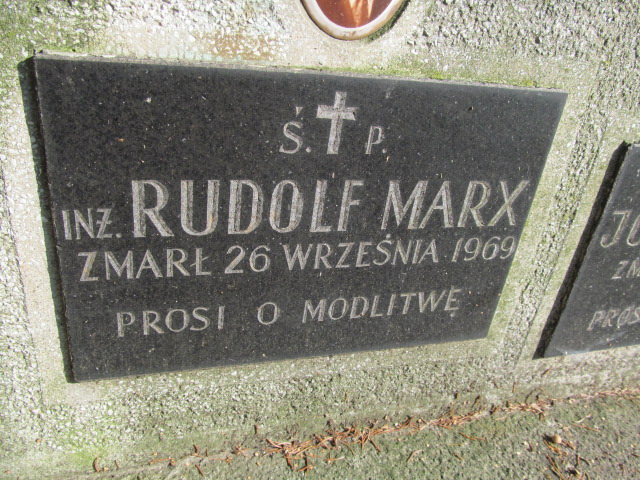 Ś. P.
INŻ. RUDOLF MARX
ZMARŁ 26 WRZEŚNIA 1969
PROSI O MODLITWĘ